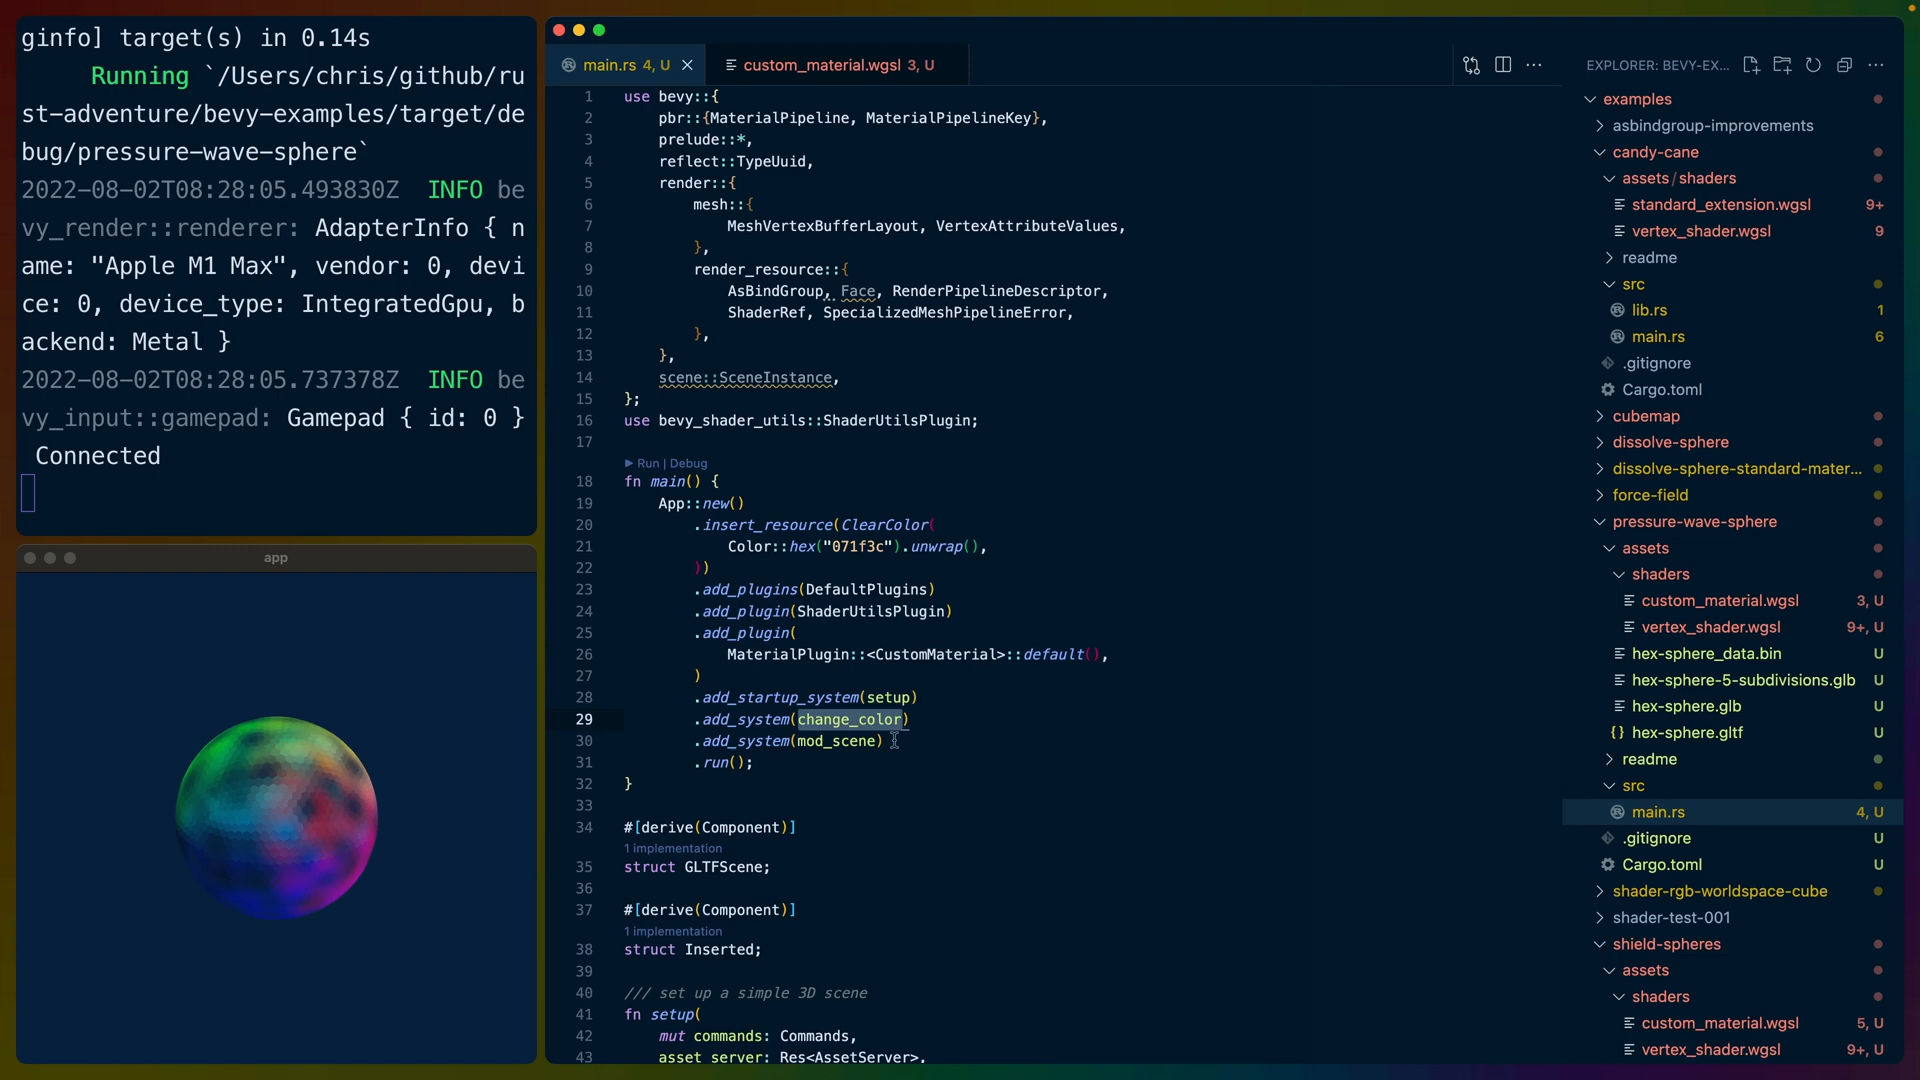 ginfo] target(s) in 0.14s
Running `/Users/chris/github/ru
st-adventure/bevy-examples/target/de
bug/pressure-wave-sphere`
2022-08-02T08:28:05.493830Z  INFO be
vy_render::renderer: AdapterInfo { n
ame: "Apple M1 Max", vendor: 0, devi
ce: 0, device_type: IntegratedGpu, b
ackend: Metal }
2022-08-02T08:28:05.737378Z  INFO be
vy_input::gamepad: Gamepad { id: 0 }
Connected
app
main.rs 4, U
custom_material.wgsl 3, U
1 use bevy::{
2 pbr::{MaterialPipeline, MaterialPipelineKey},
3 prelude::*,
4 reflect::TypeUuid,
5 render::{
6 mesh::{
7 MeshVertexBufferLayout, VertexAttributeValues,
8 },
9 render_resource::{
10 AsBindGroup, Face, RenderPipelineDescriptor,
11 ShaderRef, SpecializedMeshPipelineError,
12 },
13 },
14 scene::SceneInstance,
15 };
16 use bevy_shader_utils::ShaderUtilsPlugin;
17
Run | Debug
18 fn main() {
19 App::new()
20 .insert_resource(ClearColor(
21 Color::hex("071f3c").unwrap(),
22 ))
23 .add_plugins(DefaultPlugins)
24 .add_plugin(ShaderUtilsPlugin)
25 .add_plugin(
26 MaterialPlugin::<CustomMaterial>::default(),
27 )
28 .add_startup_system(setup)
29 .add_system(change_color)
30 .add_system(mod_scene)
31 .run();
32 }
33
34 #[derive(Component)]
1 implementation
35 struct GLTFScene;
36
37 #[derive(Component)]
1 implementation
38 struct Inserted;
39
40 /// set up a simple 3D scene
41 fn setup(
42 mut commands: Commands,
43 asset_server: Res<AssetServer>,
EXPLORER: BEVY-EX...
examples
asbindgroup-improvements
candy-cane
assets/shaders
standard_extension.wgsl 9+
vertex_shader.wgsl 9
readme
src
lib.rs 1
main.rs 6
.gitignore
Cargo.toml
cubemap
dissolve-sphere
dissolve-sphere-standard-mater...
force-field
pressure-wave-sphere
assets
shaders
custom_material.wgsl 3, U
vertex_shader.wgsl 9+, U
hex-sphere_data.bin U
hex-sphere-5-subdivisions.glb U
hex-sphere.glb U
{} hex-sphere.gltf U
readme
src
main.rs 4, U
.gitignore U
Cargo.toml U
shader-rgb-worldspace-cube
shader-test-001
shield-spheres
assets
shaders
custom_material.wgsl 5, U
vertex_shader.wgsl 9+, U